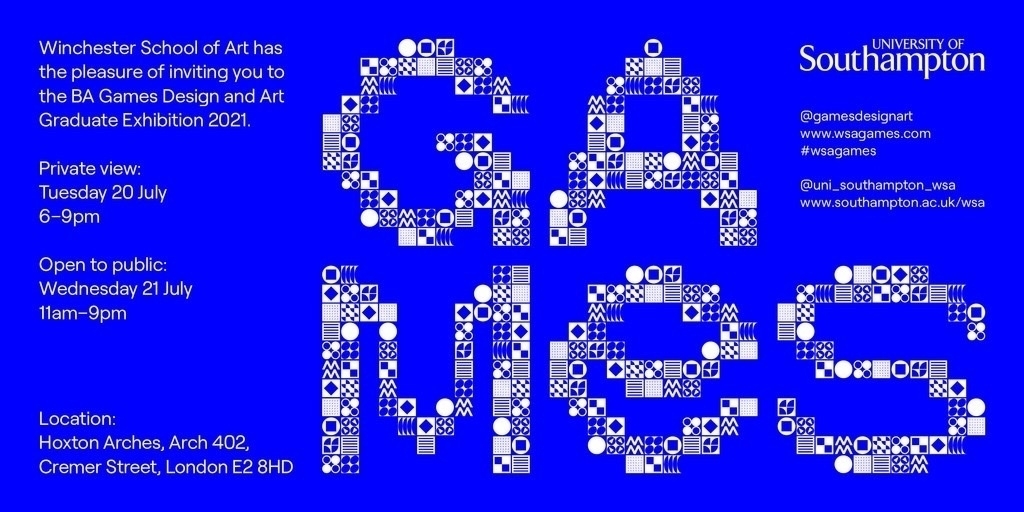 Winchester School of Art has
the pleasure of inviting you to
the BA Games Design and Art
Graduate Exhibition 2021.
Private view:
Tuesday 20 July
6–9pm
Open to public:
Wednesday 21 July
11am–9pm
Location:
Hoxton Arches, Arch 402,
Cremer Street, London E2 8HD
GA
MeS
UNIVERSITY OF
Southampton
@gamesdesignart
www.wsagames.com
#wsagames
@uni_southampton_wsa
www.southampton.ac.uk/wsa